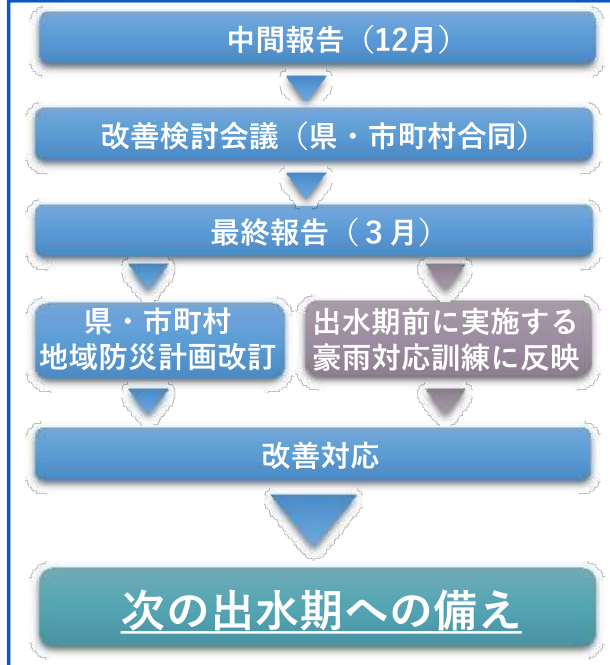 中間報告（12月）
改善検討会議（県・市町村合同）
最終報告（３月）
県・市町村
地域防災計画改訂
出水期前に実施する
豪雨対応訓練に反映
改善対応
次の出水期への備え